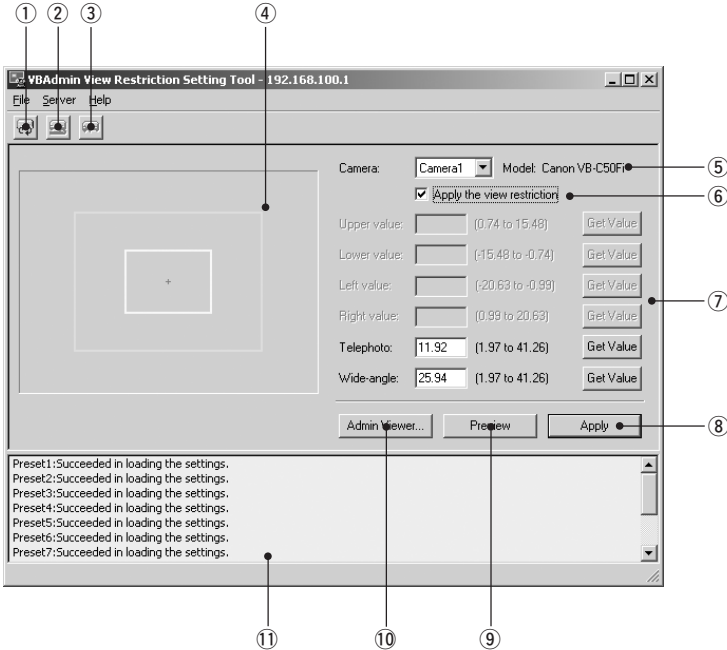 ① ② ③ ④
VBAdmin View Restriction Setting Tool - 192.168.100.1
File Server Help
Camera: Camera1 Model: Canon VB-C50Fi ⑤
Apply the view restriction ⑥
Upper value: (0.74 to 15.48) Get Value
Lower value: (-15.48 to -0.74) Get Value
Left value: (-20.63 to -0.99) Get Value
⑦
Right value: (0.99 to 20.63) Get Value
Telephoto: 11.92 (1.97 to 41.26) Get Value
Wide-angle: 25.94 (1.97 to 41.26) Get Value
Admin Viewer... Preview Apply ⑧
Preset1:Succeeded in loading the settings.
Preset2:Succeeded in loading the settings.
Preset3:Succeeded in loading the settings.
Preset4:Succeeded in loading the settings.
Preset5:Succeeded in loading the settings.
Preset6:Succeeded in loading the settings.
Preset7:Succeeded in loading the settings.
⑪ ⑩ ⑨